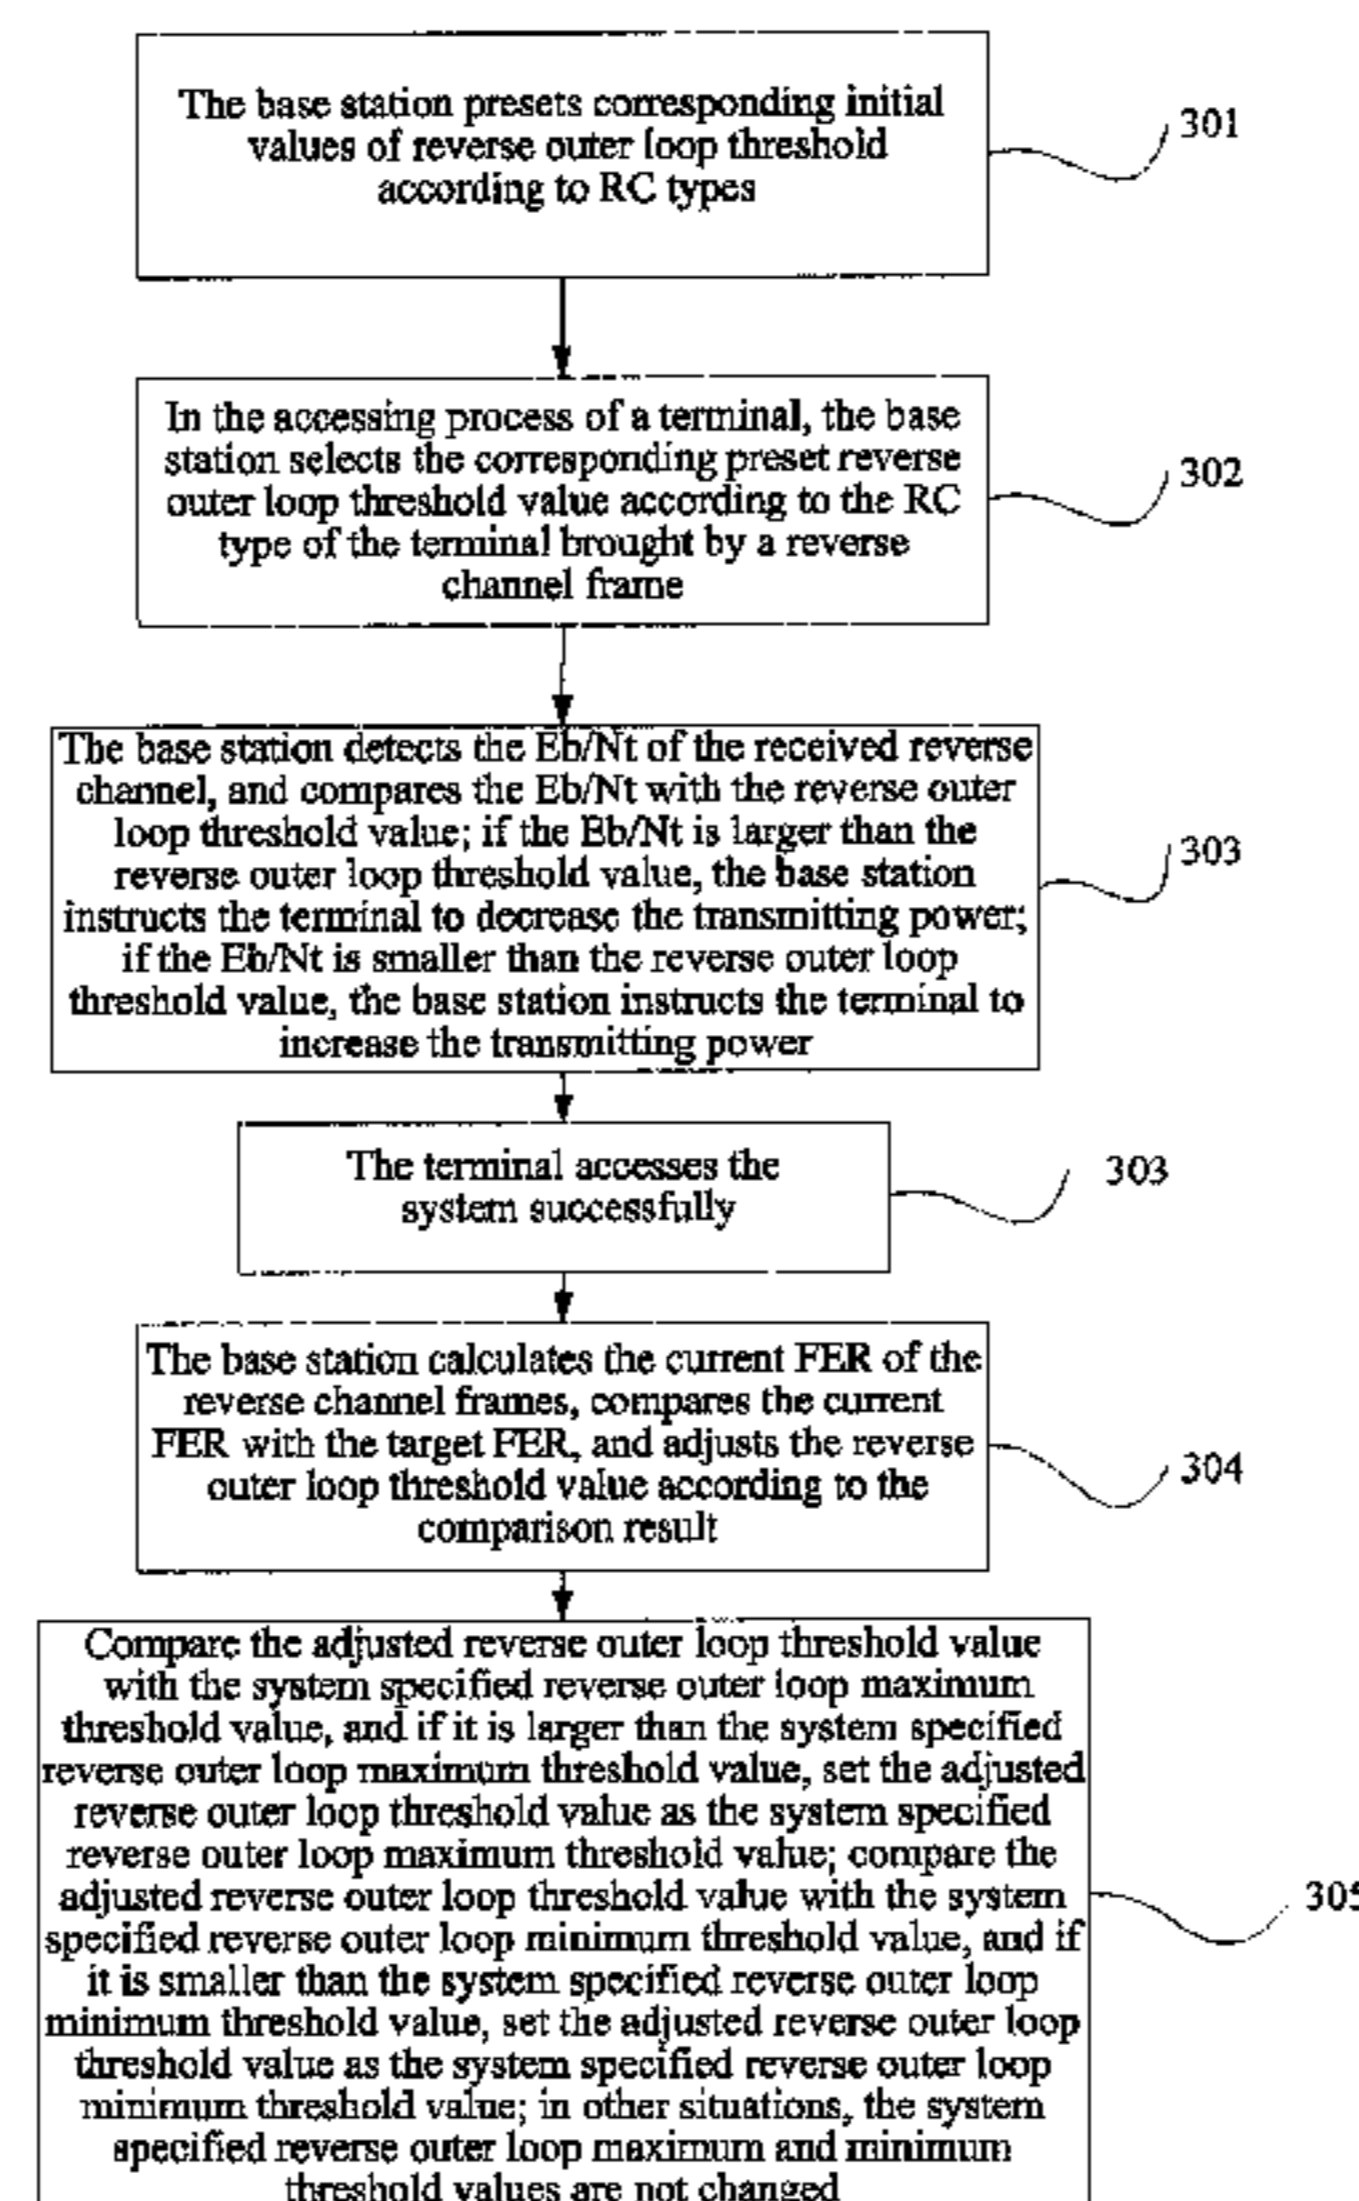 The base station presets corresponding initial
values of reverse outer loop threshold
according to RC types
301
In the accessing process of a terminal, the base
station selects the corresponding preset reverse
outer loop threshold value according to the RC
type of the terminal brought by a reverse
channel frame
302
The base station detects the Eb/Nt of the received reverse
channel, and compares the Eb/Nt with the reverse outer
loop threshold value; if the Eb/Nt is larger than the
reverse outer loop threshold value, the base station
instructs the terminal to decrease the transmitting power;
if the Eb/Nt is smaller than the reverse outer loop
threshold value, the base station instructs the terminal to
increase the transmitting power
303
The terminal accesses the
system successfully
303
The base station calculates the current FER of the
reverse channel frames, compares the current
FER with the target FER, and adjusts the reverse
outer loop threshold value according to the
comparison result
304
Compare the adjusted reverse outer loop threshold value
with the system specified reverse outer loop maximum
threshold value, and if it is larger than the system specified
reverse outer loop maximum threshold value, set the adjusted
reverse outer loop threshold value as the system specified
reverse outer loop maximum threshold value; compare the
adjusted reverse outer loop threshold value with the system
specified reverse outer loop minimum threshold value, and if
it is smaller than the system specified reverse outer loop
minimum threshold value, set the adjusted reverse outer loop
threshold value as the system specified reverse outer loop
minimum threshold value; in other situations, the system
specified reverse outer loop maximum and minimum
threshold values are not changed
305